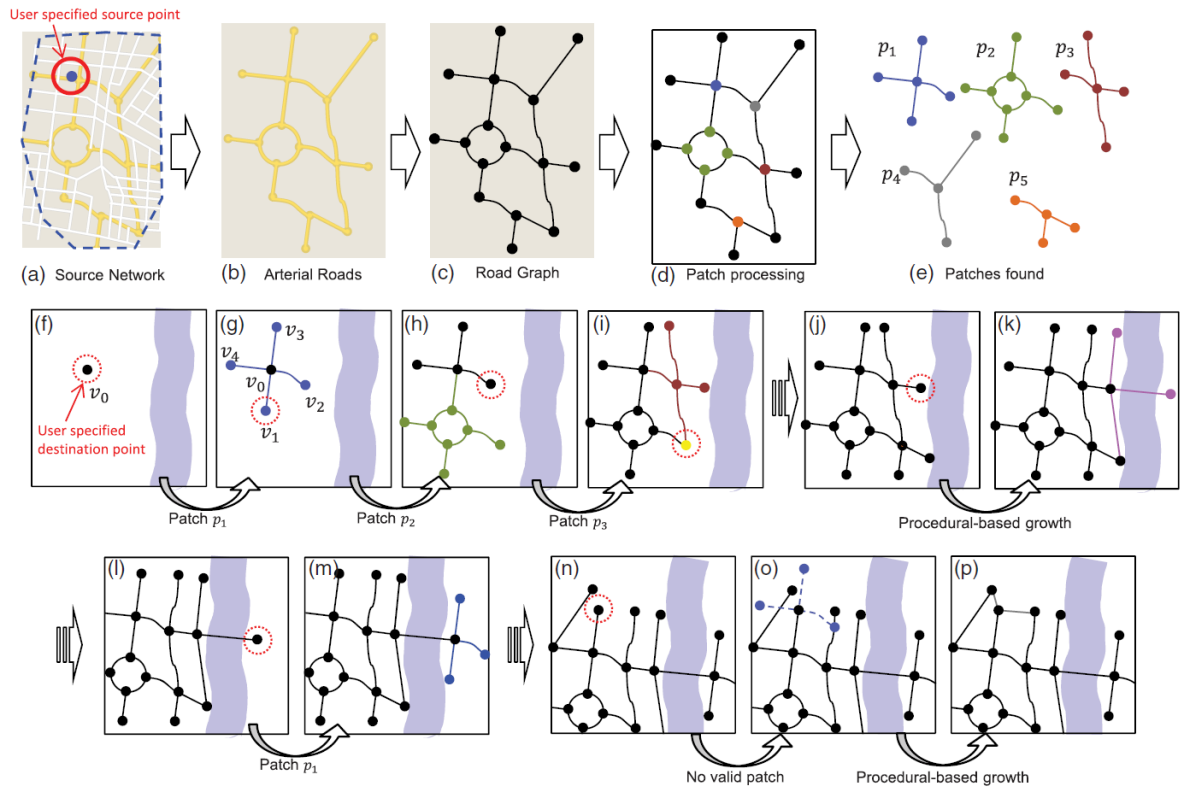 User specified source point
p₁
p₂
p₃
p₄
p₅
(a) Source Network
(b) Arterial Roads
(c) Road Graph
(d) Patch processing
(e) Patches found
(f)
v₀
User specified
destination point
(g)
v₃
v₄
v₀
v₂
v₁
(h)
(i)
(j)
(k)
Patch p₁
Patch p₂
Patch p₃
Procedural-based growth
(l)
(m)
(n)
(o)
(p)
Patch p₁
No valid patch
Procedural-based growth